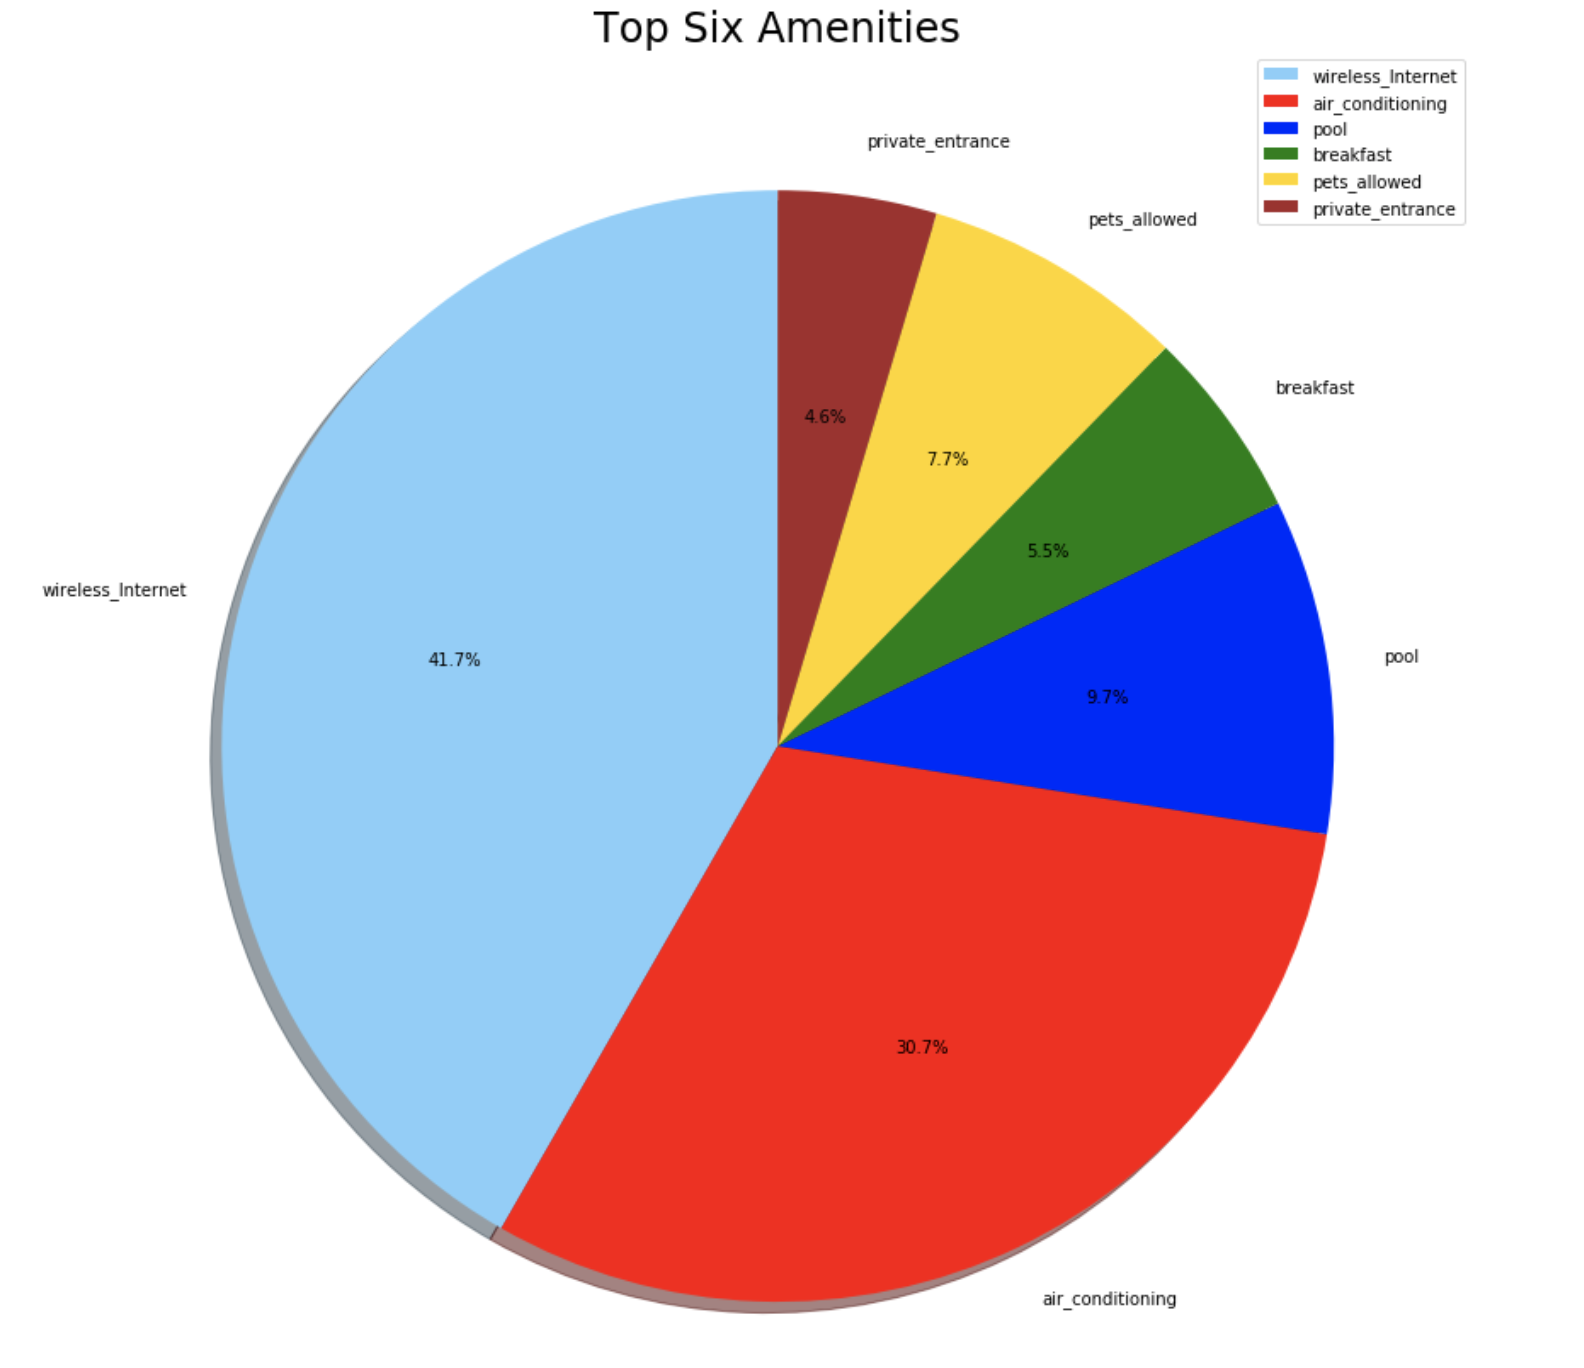 Top Six Amenities
wireless_Internet
air_conditioning
pool
breakfast
pets_allowed
private_entrance
private_entrance
pets_allowed
breakfast
pool
air_conditioning
wireless_Internet
4.6%
7.7%
5.5%
9.7%
30.7%
41.7%